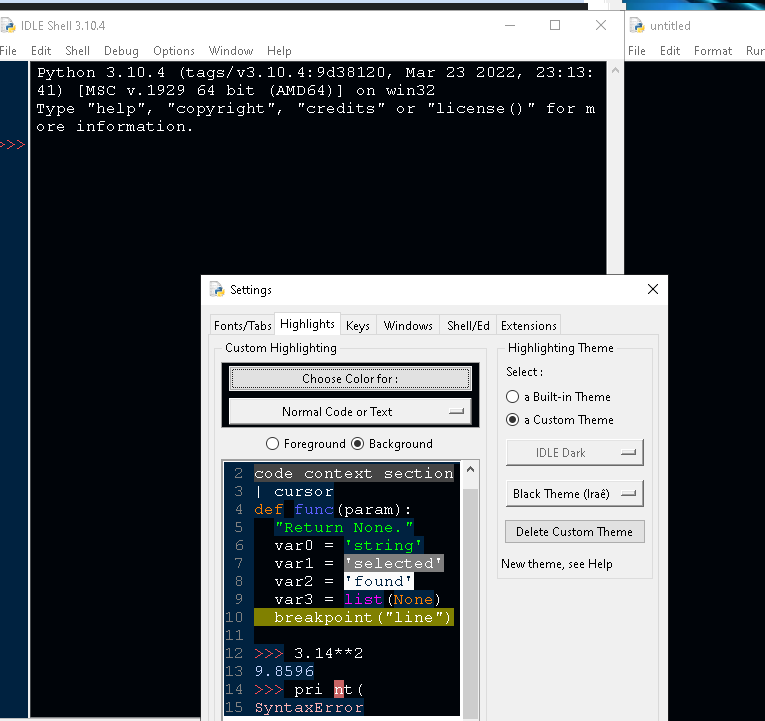 IDLE Shell 3.10.4
untitled
File Edit Shell Debug Options Window Help
File Edit Format Run
Python 3.10.4 (tags/v3.10.4:9d38120, Mar 23 2022, 23:13:
41) [MSC v.1929 64 bit (AMD64)] on win32
Type "help", "copyright", "credits" or "license()" for m
ore information.
>>>
Settings
Fonts/Tabs Highlights Keys Windows Shell/Ed Extensions
Custom Highlighting
Choose Color for :
Normal Code or Text
Foreground Background
2 code context section
3 | cursor
4 def func(param):
5 "Return None."
6 var0 = 'string'
7 var1 = 'selected'
8 var2 = 'found'
9 var3 = list(None)
10 breakpoint("line")
11
12 >>> 3.14**2
13 9.8596
14 >>> pri nt(
15 SyntaxError
Highlighting Theme
Select :
a Built-in Theme
a Custom Theme
IDLE Dark
Black Theme (Iraê)
Delete Custom Theme
New theme, see Help